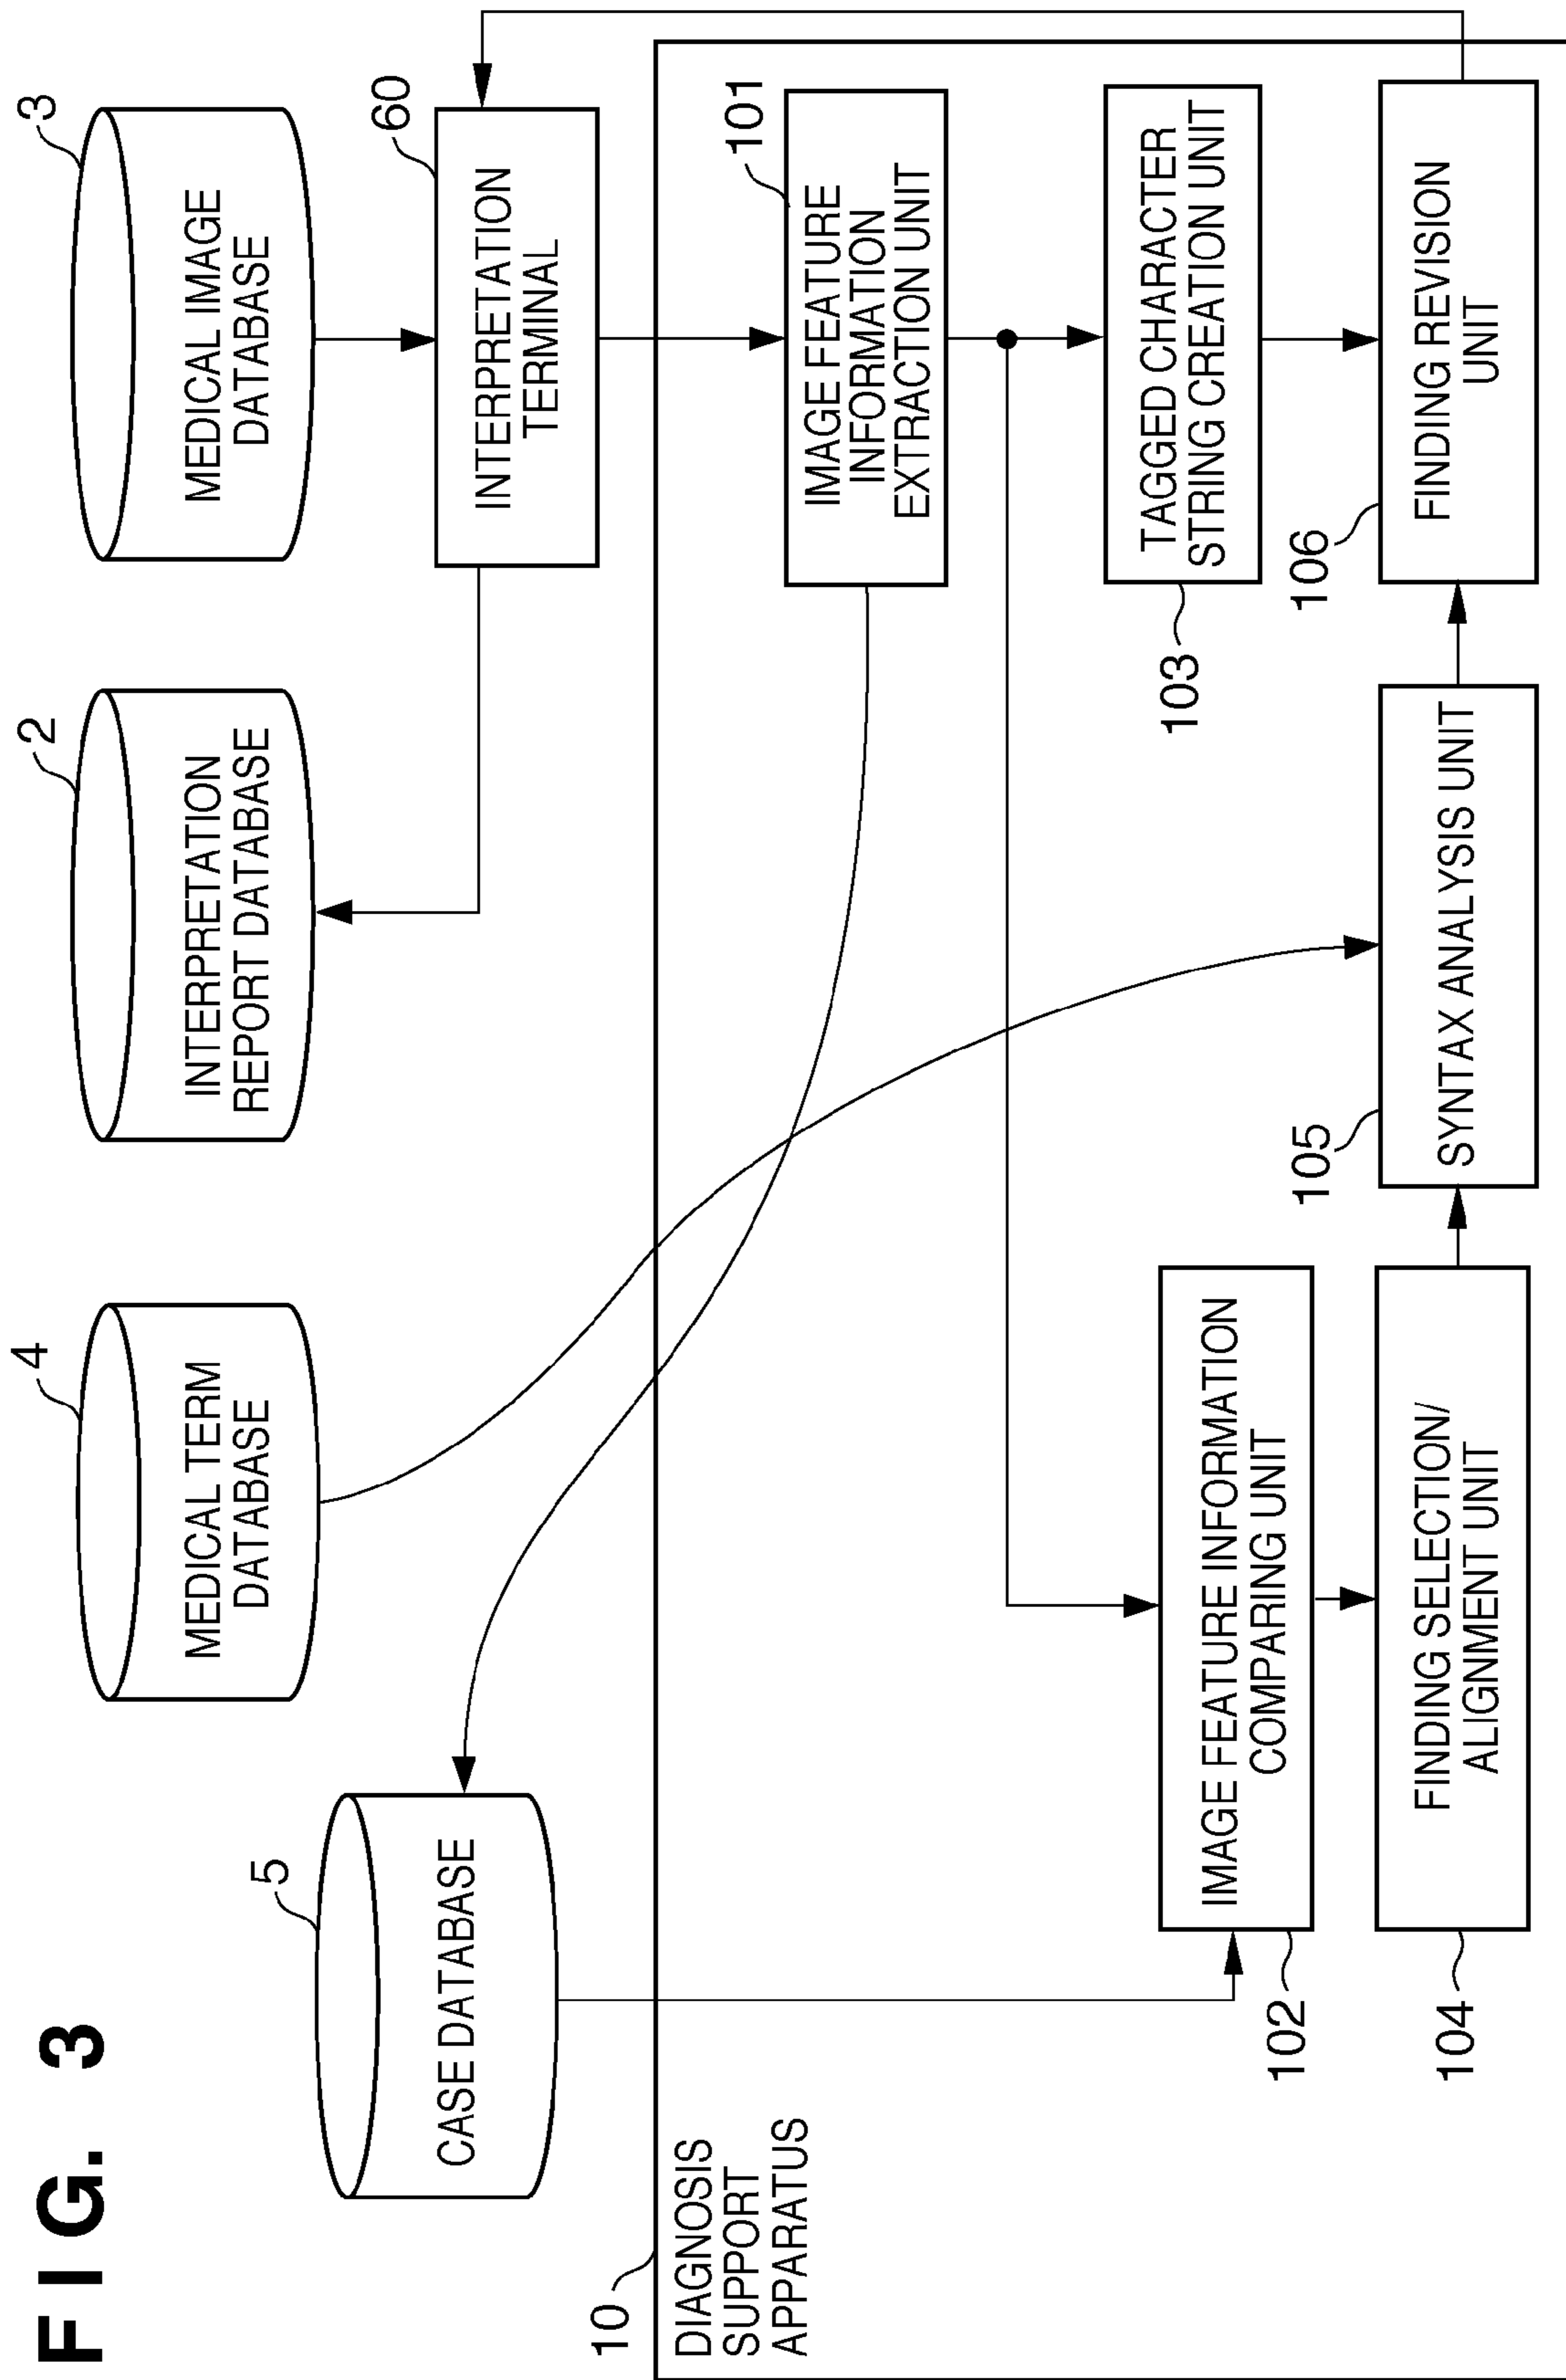 FIG. 3
5
CASE DATABASE
4
MEDICAL TERM
DATABASE
2
INTERPRETATION
REPORT DATABASE
3
MEDICAL IMAGE
DATABASE
60
INTERPRETATION
TERMINAL
10
DIAGNOSIS
SUPPORT
APPARATUS
101
IMAGE FEATURE
INFORMATION
EXTRACTION UNIT
102
IMAGE FEATURE INFORMATION
COMPARING UNIT
103
TAGGED CHARACTER
STRING CREATION UNIT
104
FINDING SELECTION/
ALIGNMENT UNIT
105
SYNTAX ANALYSIS UNIT
106
FINDING REVISION
UNIT